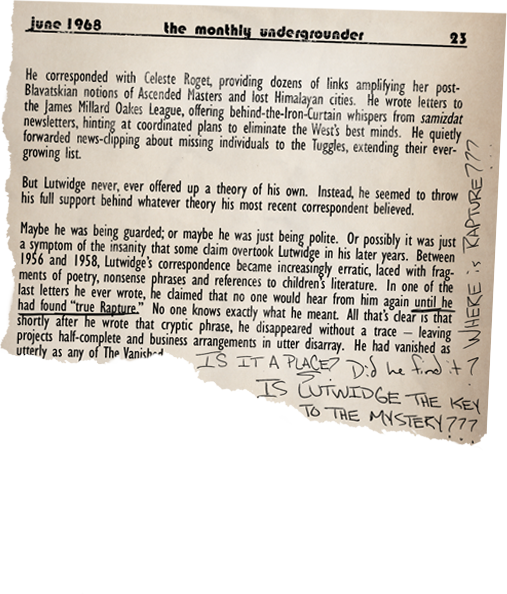 june 1968 the monthly undergrounder 23
He corresponded with Celeste Roget, providing dozens of links amplifying her post-
Blavatskian notions of Ascended Masters and lost Himalayan cities. He wrote letters to
the James Millard Oakes League, offering behind-the-Iron-Curtain whispers from samizdat
newsletters, hinting at coordinated plans to eliminate the West's best minds. He quietly
forwarded news-clipping about missing individuals to the Tuggles, extending their ever-
growing list.
But Lutwidge never, ever offered up a theory of his own. Instead, he seemed to throw
his full support behind whatever theory his most recent correspondent believed.
Maybe he was being guarded; or maybe he was just being polite. Or possibly it was just
a symptom of the insanity that some claim overtook Lutwidge in his later years. Between
1956 and 1958, Lutwidge's correspondence became increasingly erratic, laced with frag-
ments of poetry, nonsense phrases and references to children's literature. In one of the
last letters he ever wrote, he claimed that no one would hear from him again until he
had found "true Rapture." No one knows exactly what he meant. All that's clear is that
shortly after he wrote that cryptic phrase, he disappeared without a trace – leaving
projects half-complete and business arrangements in utter disarray. He had vanished as
utterly as any of The Vanished
WHERE is RAPTURE???...
IS IT A PLACE? Did he find it?
IS LUTWIDGE THE KEY
TO THE MYSTERY???